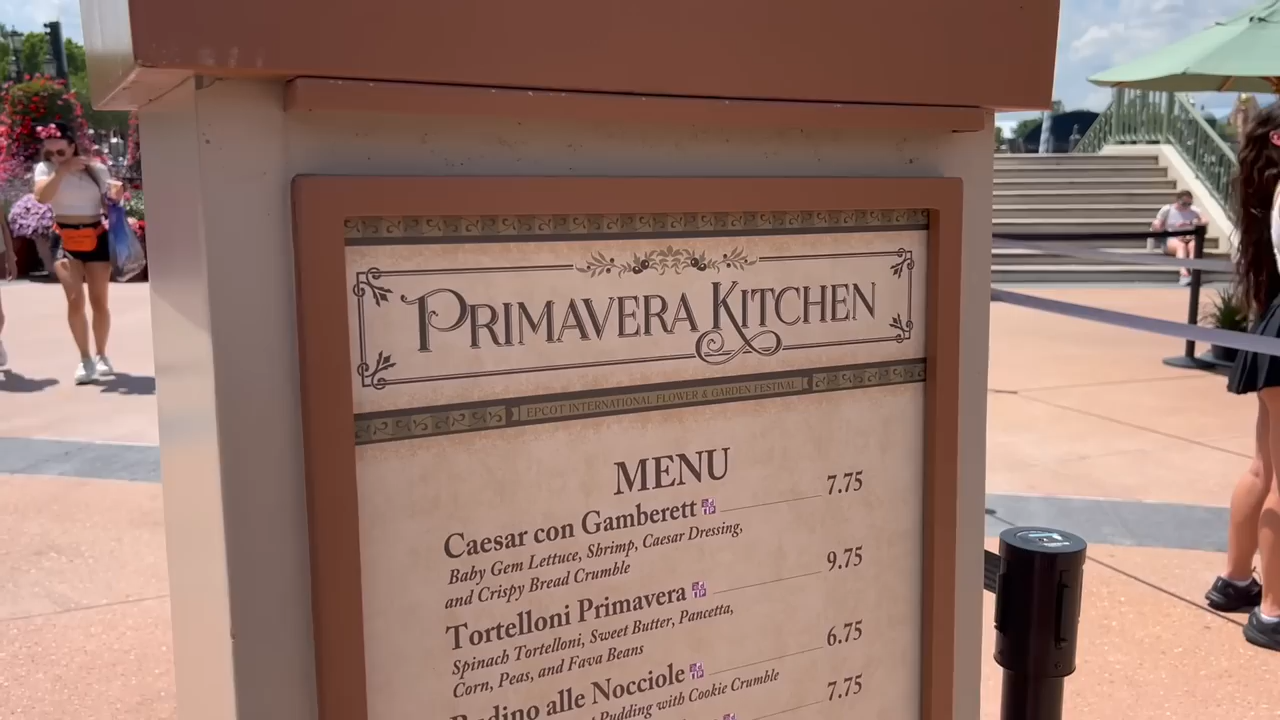 PRIMAVERA KITCHEN
EPCOT INTERNATIONAL FLOWER & GARDEN FESTIVAL
MENU
Caesar con Gamberett 7.75
Baby Gem Lettuce, Shrimp, Caesar Dressing,
and Crispy Bread Crumble
Tortelloni Primavera 9.75
Spinach Tortelloni, Sweet Butter, Pancetta,
Corn, Peas, and Fava Beans
alle Nocciole 6.75
Pudding with Cookie Crumble
7.75